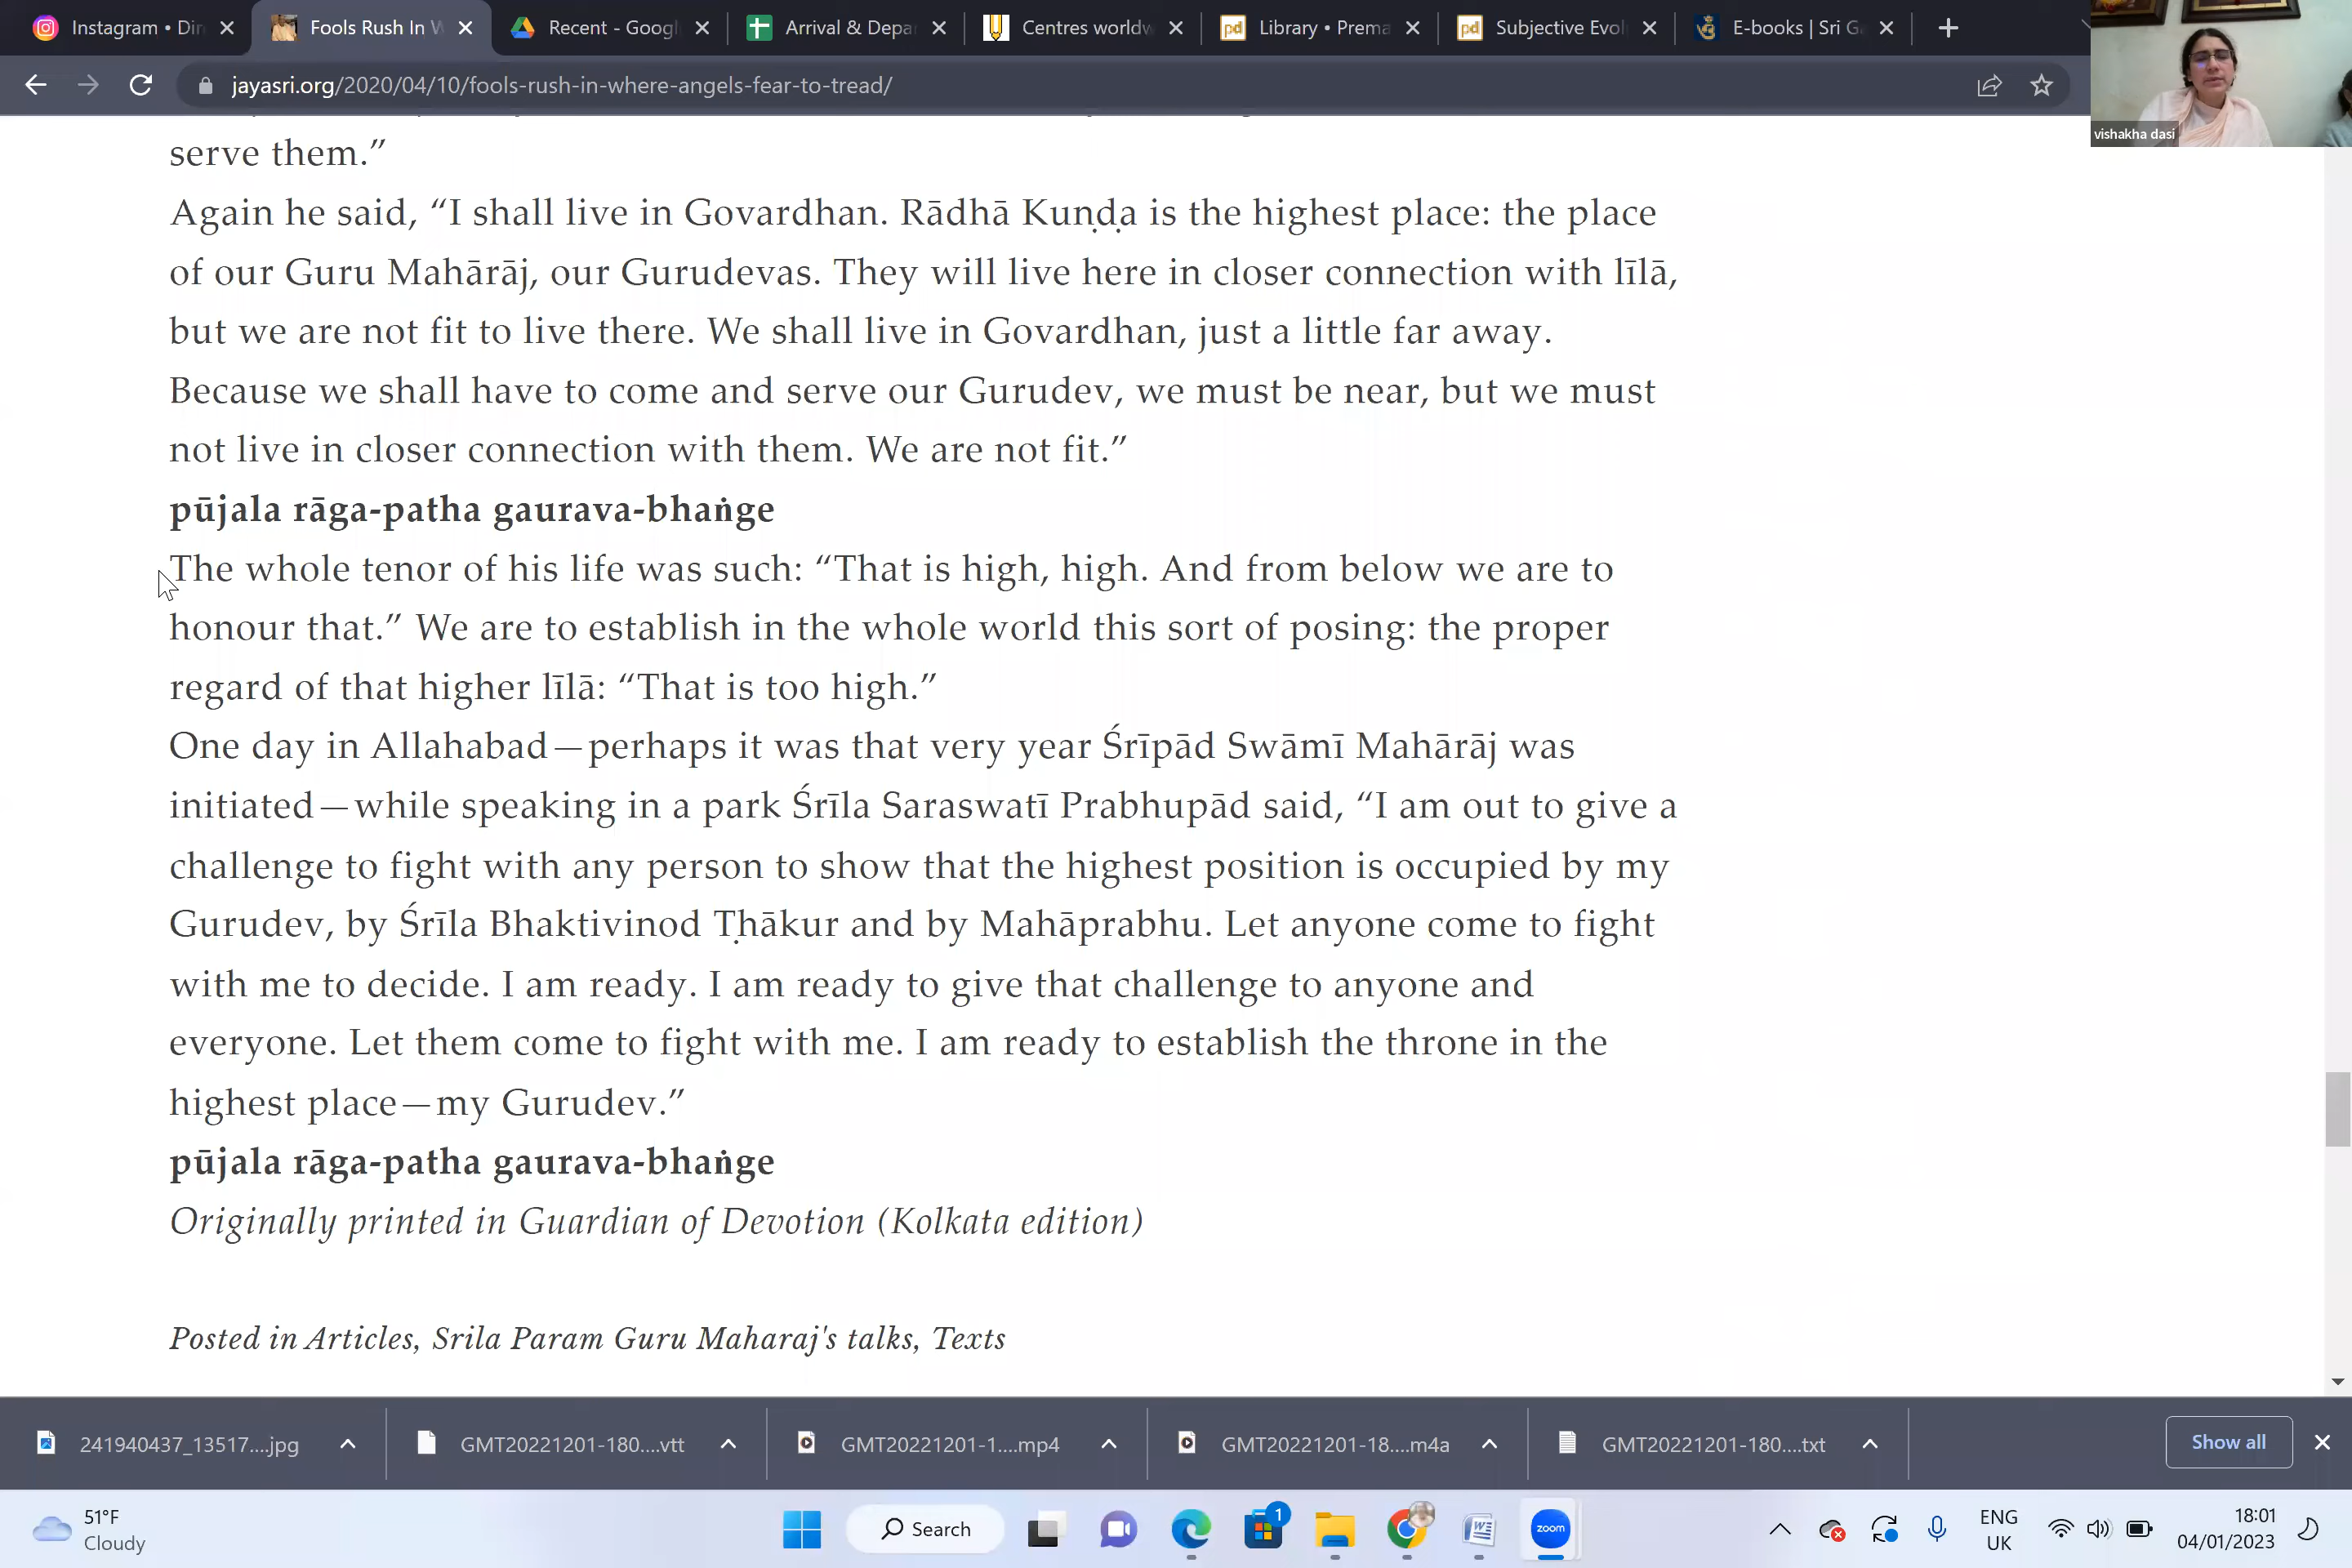 Instagram • Dir
Fools Rush In W
Recent - Googl
Arrival & Depa
Centres worldw
Library • Prema
Subjective Evol
E-books | Sri Ga
jayasri.org/2020/04/10/fools-rush-in-where-angels-fear-to-tread/
vishakha dasi
serve them.”
Again he said, “I shall live in Govardhan. Rādhā Kuṇḍa is the highest place: the place
of our Guru Mahārāj, our Gurudevas. They will live here in closer connection with līlā,
but we are not fit to live there. We shall live in Govardhan, just a little far away.
Because we shall have to come and serve our Gurudev, we must be near, but we must
not live in closer connection with them. We are not fit.”
pūjala rāga-patha gaurava-bhaṅge
The whole tenor of his life was such: “That is high, high. And from below we are to
honour that.” We are to establish in the whole world this sort of posing: the proper
regard of that higher līlā: “That is too high.”
One day in Allahabad—perhaps it was that very year Śrīpād Swāmī Mahārāj was
initiated—while speaking in a park Śrīla Saraswatī Prabhupād said, “I am out to give a
challenge to fight with any person to show that the highest position is occupied by my
Gurudev, by Śrīla Bhaktivinod Ṭhākur and by Mahāprabhu. Let anyone come to fight
with me to decide. I am ready. I am ready to give that challenge to anyone and
everyone. Let them come to fight with me. I am ready to establish the throne in the
highest place—my Gurudev.”
pūjala rāga-patha gaurava-bhaṅge
Originally printed in Guardian of Devotion (Kolkata edition)
Posted in Articles, Srila Param Guru Maharaj's talks, Texts
241940437_13517....jpg
GMT20221201-180....vtt
GMT20221201-1....mp4
GMT20221201-18....m4a
GMT20221201-180....txt
Show all
51°F
Cloudy
Search
1
zoom
ENG
UK
18:01
04/01/2023